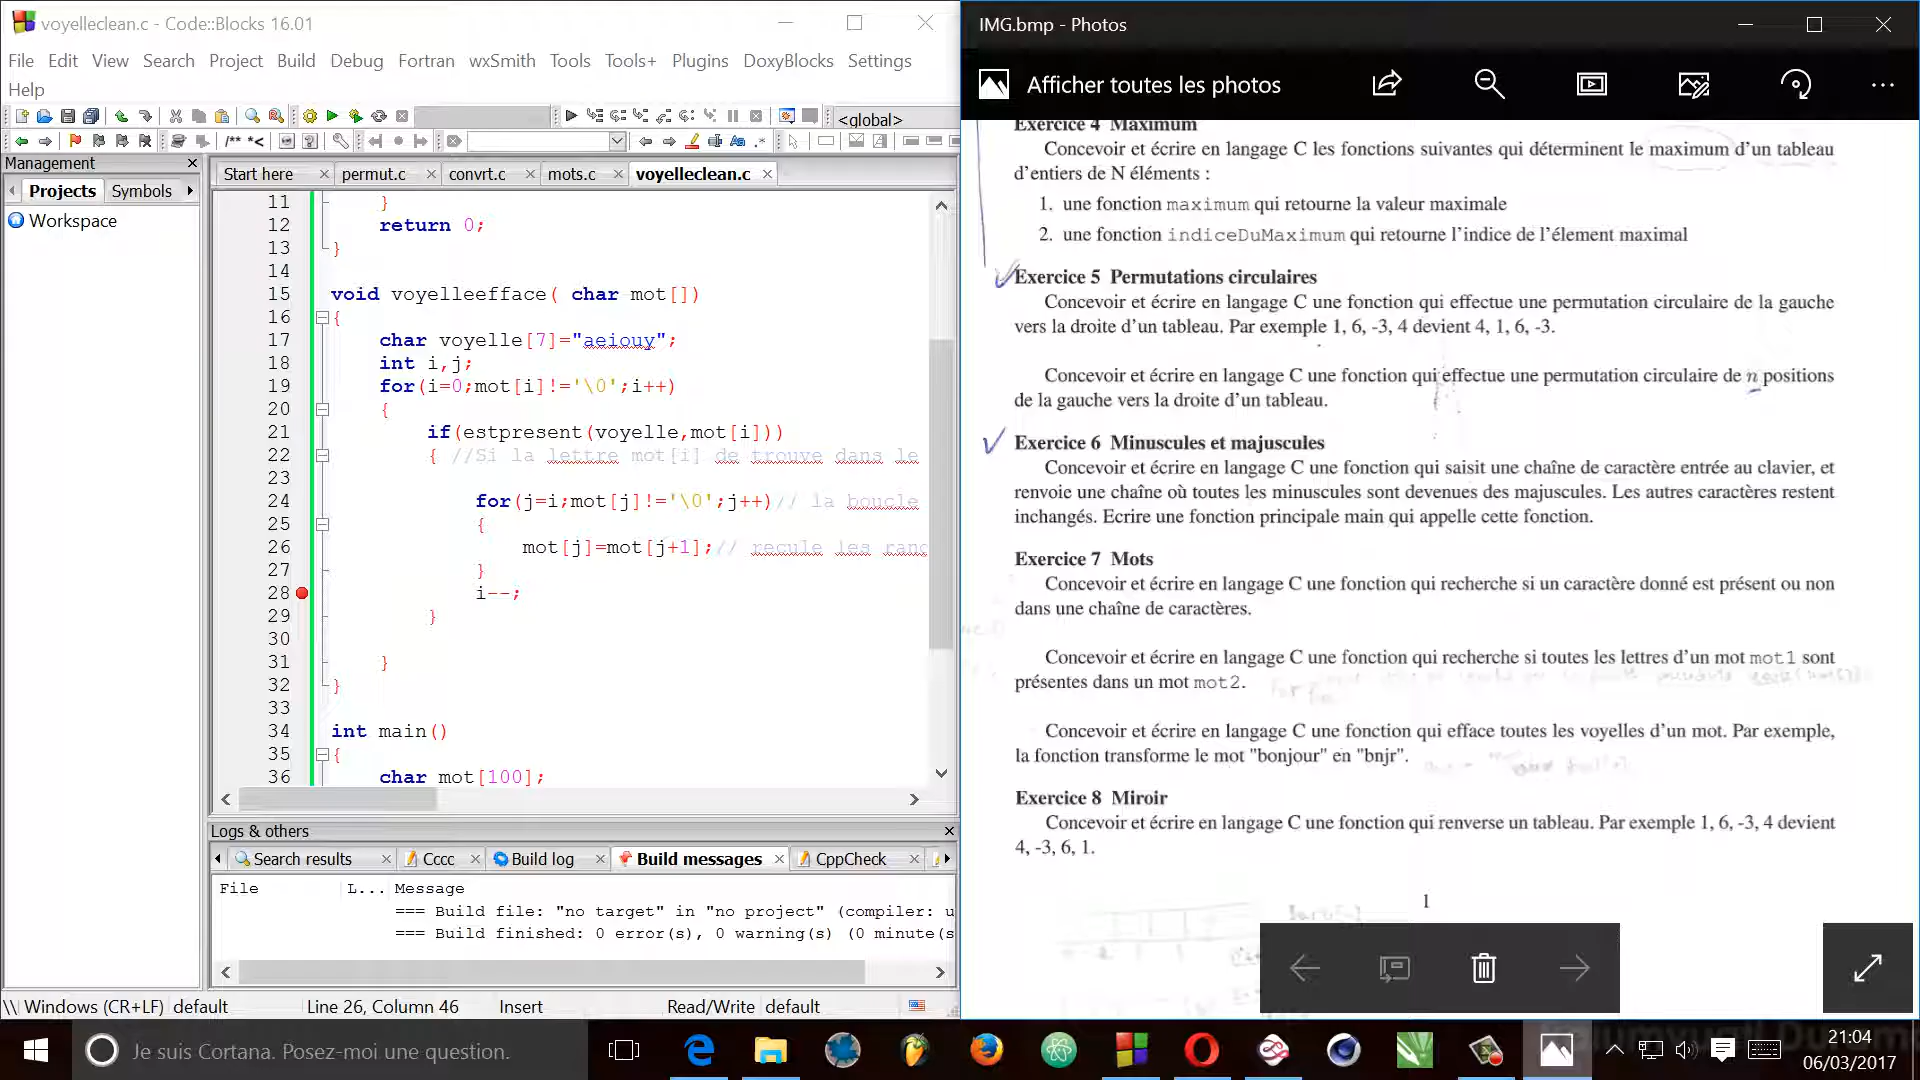 voyelleclean.c - Code::Blocks 16.01
File Edit View Search Project Build Debug Fortran wxSmith Tools Tools+ Plugins DoxyBlocks Settings
Help
<global>
/** *<
Management
Projects Symbols
Workspace
Start here permut.c convrt.c mots.c voyelleclean.c
11 }
12 return 0;
13 }
14
15 void voyelleefface( char mot[])
16 {
17 char voyelle[7]="aeiouy";
18 int i,j;
19 for(i=0;mot[i]!='\0';i++)
20 {
21 if(estpresent(voyelle,mot[i]))
22 { //Si la lettre mot[i] de trouve dans le
23
24 for(j=i;mot[j]!='\0';j++)// la boucle
25 {
26 mot[j]=mot[j+1];// recule les rang
27 }
28 i--;
29 }
30
31 }
32 }
33
34 int main()
35 {
36 char mot[100];
Logs & others
Search results Cccc Build log Build messages CppCheck
File L... Message
=== Build file: "no target" in "no project" (compiler: u
=== Build finished: 0 error(s), 0 warning(s) (0 minute(s
\\ Windows (CR+LF) default Line 26, Column 46 Insert Read/Write default
IMG.bmp - Photos
Afficher toutes les photos
Exercice 4 Maximum
Concevoir et écrire en langage C les fonctions suivantes qui déterminent le maximum d'un tableau
d'entiers de N éléments :
1. une fonction maximum qui retourne la valeur maximale
2. une fonction indiceDuMaximum qui retourne l'indice de l'élement maximal
Exercice 5 Permutations circulaires
Concevoir et écrire en langage C une fonction qui effectue une permutation circulaire de la gauche
vers la droite d'un tableau. Par exemple 1, 6, -3, 4 devient 4, 1, 6, -3.
Concevoir et écrire en langage C une fonction qui effectue une permutation circulaire de n positions
de la gauche vers la droite d'un tableau.
Exercice 6 Minuscules et majuscules
Concevoir et écrire en langage C une fonction qui saisit une chaîne de caractère entrée au clavier, et
renvoie une chaîne où toutes les minuscules sont devenues des majuscules. Les autres caractères restent
inchangés. Ecrire une fonction principale main qui appelle cette fonction.
Exercice 7 Mots
Concevoir et écrire en langage C une fonction qui recherche si un caractère donné est présent ou non
dans une chaîne de caractères.
Concevoir et écrire en langage C une fonction qui recherche si toutes les lettres d'un mot mot1 sont
présentes dans un mot mot2.
Concevoir et écrire en langage C une fonction qui efface toutes les voyelles d'un mot. Par exemple,
la fonction transforme le mot "bonjour" en "bnjr".
Exercice 8 Miroir
Concevoir et écrire en langage C une fonction qui renverse un tableau. Par exemple 1, 6, -3, 4 devient
4, -3, 6, 1.
1
Je suis Cortana. Posez-moi une question.
21:04
06/03/2017